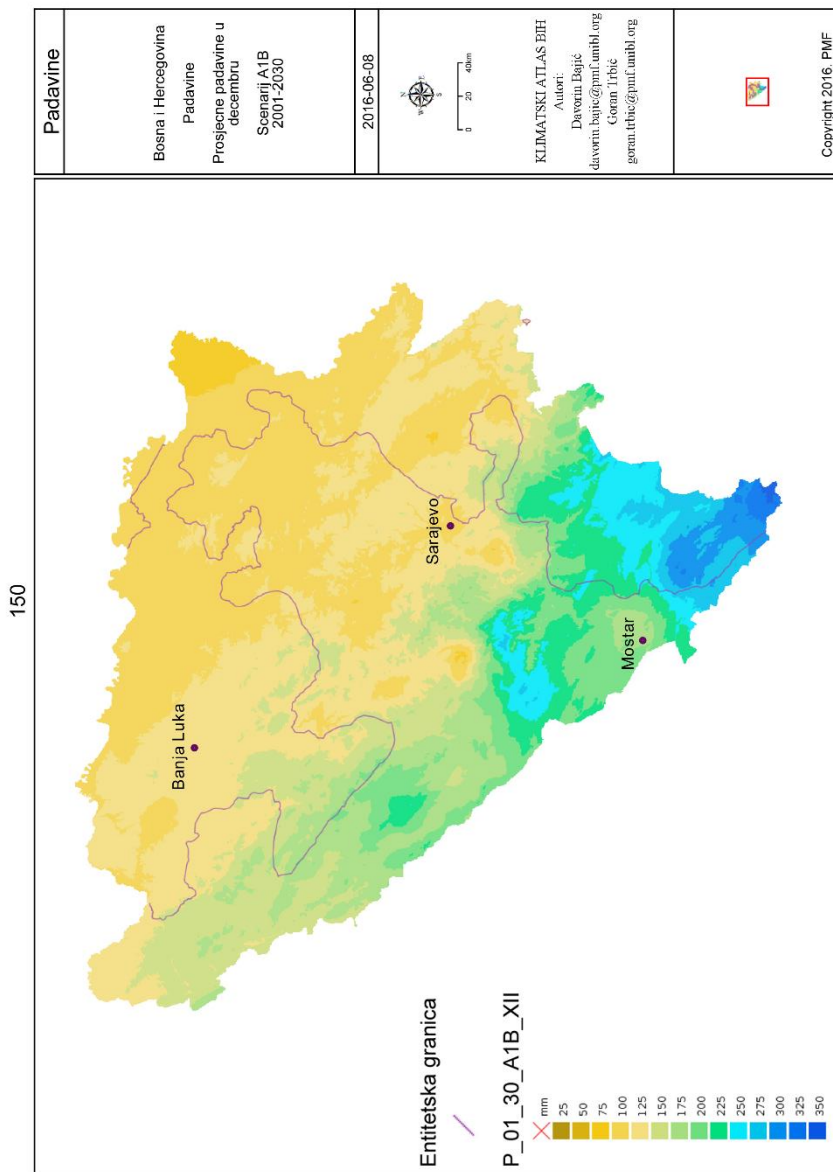 150
Banja Luka
Sarajevo
Mostar
Entitetska granica
P_01_30_A1B_XII
mm
25
50
75
100
125
150
175
200
225
250
275
300
325
350
Padavine
Bosna i Hercegovina
Padavine
Prosjecne padavine u
decembru
Scenarij A1B
2001-2030
2016-06-08
N
W E
S
0 20 40km
KLIMATSKI ATLAS BIH
Autori:
Davorin Bajić
davorin.bajic@pmf.unibl.org
Goran Trbić
goran.trbic@pmf.unibl.org
Copyright 2016. PMF